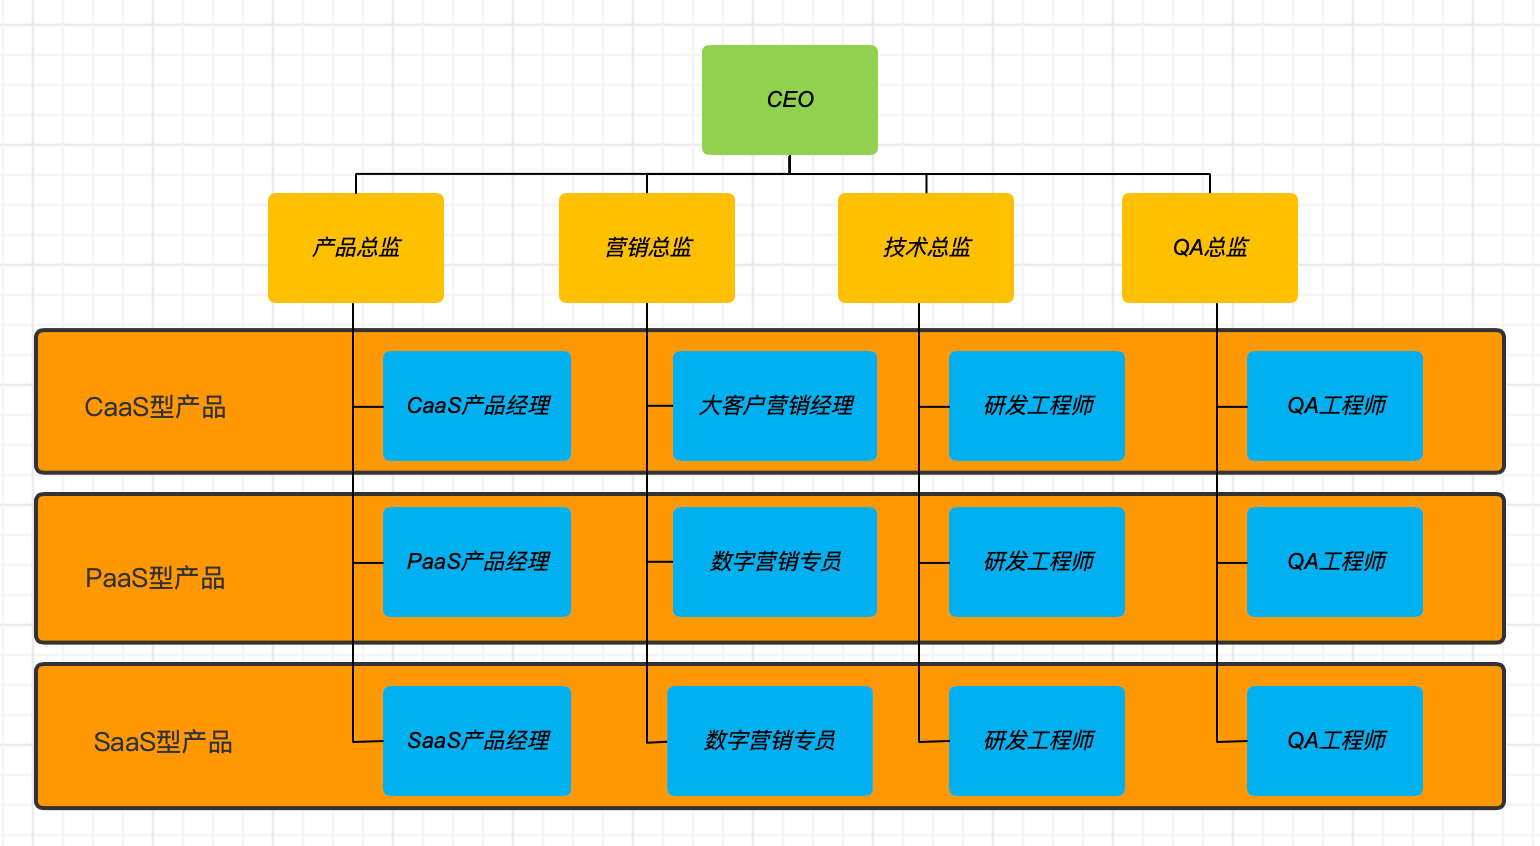 CEO
产品总监
营销总监
技术总监
QA总监
CaaS型产品
CaaS产品经理
大客户营销经理
研发工程师
QA工程师
PaaS型产品
PaaS产品经理
数字营销专员
研发工程师
QA工程师
SaaS型产品
SaaS产品经理
数字营销专员
研发工程师
QA工程师